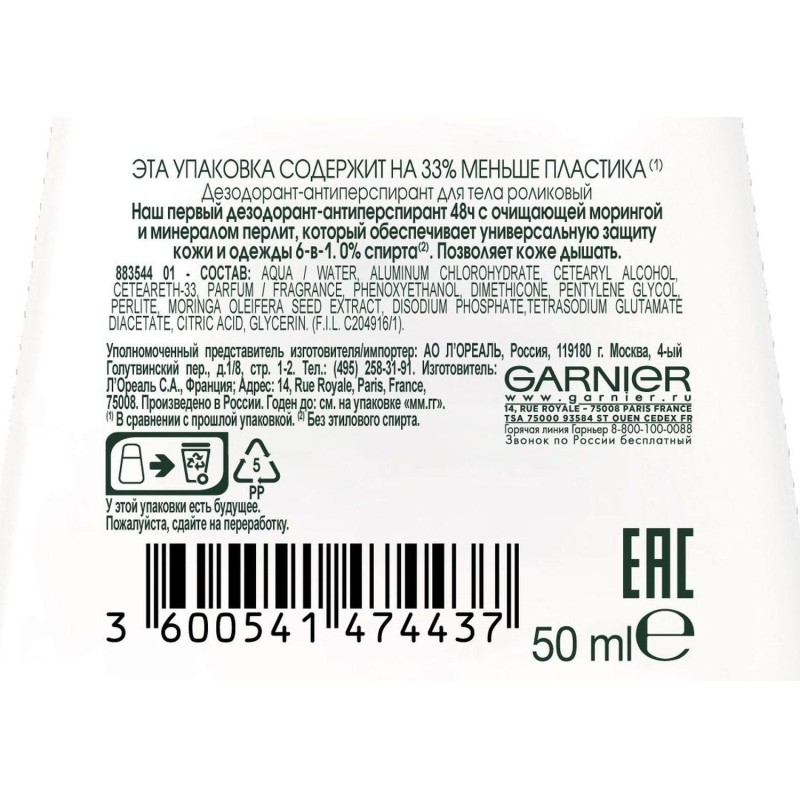 ЭТА УПАКОВКА СОДЕРЖИТ НА 33% МЕНЬШЕ ПЛАСТИКА (1)
Дезодорант-антиперспирант для тела роликовый
Наш первый дезодорант-антиперспирант 48ч с очищающей морингой
и минералом перлит, который обеспечивает универсальную защиту
кожи и одежды 6-в-1. 0% спирта(2). Позволяет коже дышать.
883544 01 - СОСТАВ: AQUA / WATER, ALUMINUM CHLOROHYDRATE, CETEARYL ALCOHOL,
CETEARETH-33, PARFUM / FRAGRANCE, PHENOXYETHANOL, DIMETHICONE, PENTYLENE GLYCOL,
PERLITE, MORINGA OLEIFERA SEED EXTRACT, DISODIUM PHOSPHATE,TETRASODIUM GLUTAMATE
DIACETATE, CITRIC ACID, GLYCERIN. (F.I.L. C204916/1).
Уполномоченный представитель изготовителя/импортер: АО Л'ОРЕАЛЬ, Россия, 119180 г. Москва, 4-ый
Голутвинский пер., д.1/8, стр. 1-2. Тел.: (495) 258-31-91. Изготовитель:
Л'Ореаль С.А., Франция; Адрес: 14, Rue Royale, Paris, France,
75008. Произведено в России. Годен до: см. на упаковке «мм.гг».
(1) В сравнении с прошлой упаковкой. (2) Без этилового спирта.
GARNIER
www.garnier.ru
14, RUE ROYALE - 75008 PARIS FRANCE
TSA 75000 93584 ST OUEN CEDEX FR
Горячая линия Гарньер 8-800-100-0088
Звонок по России бесплатный
5
PP
У этой упаковки есть будущее.
Пожалуйста, сдайте на переработку.
EAC
3 600541 474437
50 ml e